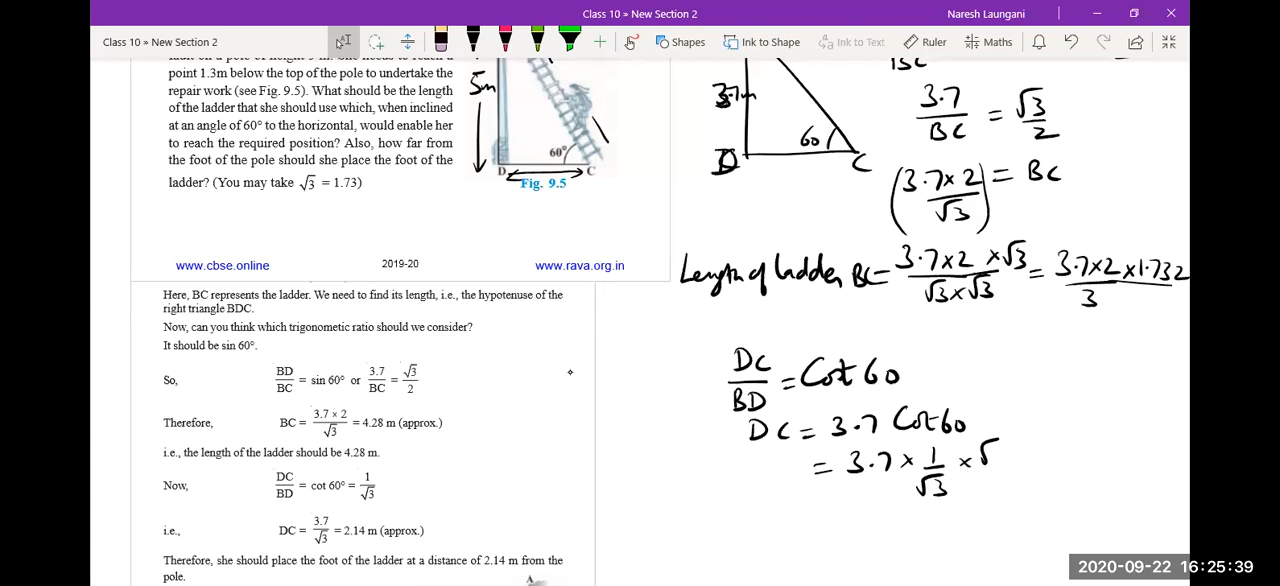 Class 10 » New Section 2
Naresh Laungani
Class 10 » New Section 2
Shapes
Ink to Shape
Ink to Text
Ruler
Maths
point 1.3m below the top of the pole to undertake the
repair work (see Fig. 9.5). What should be the length
of the ladder that she should use which, when inclined
at an angle of 60° to the horizontal, would enable her
to reach the required position? Also, how far from
the foot of the pole should she place the foot of the
ladder? (You may take √3 = 1.73)
5m
60°
D
C
Fig. 9.5
www.cbse.online
2019-20
www.rava.org.in
Here, BC represents the ladder. We need to find its length, i.e., the hypotenuse of the
right triangle BDC.
Now, can you think which trigonometic ratio should we consider?
It should be sin 60°.
So, BD/BC = sin 60° or 3.7/BC = √3/2
Therefore, BC = 3.7 × 2/√3 = 4.28 m (approx.)
i.e., the length of the ladder should be 4.28 m.
Now, DC/BD = cot 60° = 1/√3
i.e., DC = 3.7/√3 = 2.14 m (approx.)
Therefore, she should place the foot of the ladder at a distance of 2.14 m from the
pole.
A
3.7m
60
D
C
BC
3.7/BC = √3/2
(3.7 × 2/√3) = BC
Length of ladder BC = 3.7 × 2 × √3/√3 × √3 = 3.7 × 2 × 1.732/3
DC/BD = Cot 60
DC = 3.7 Cot 60
= 3.7 × 1/√3 × √
2020-09-22 16:25:39